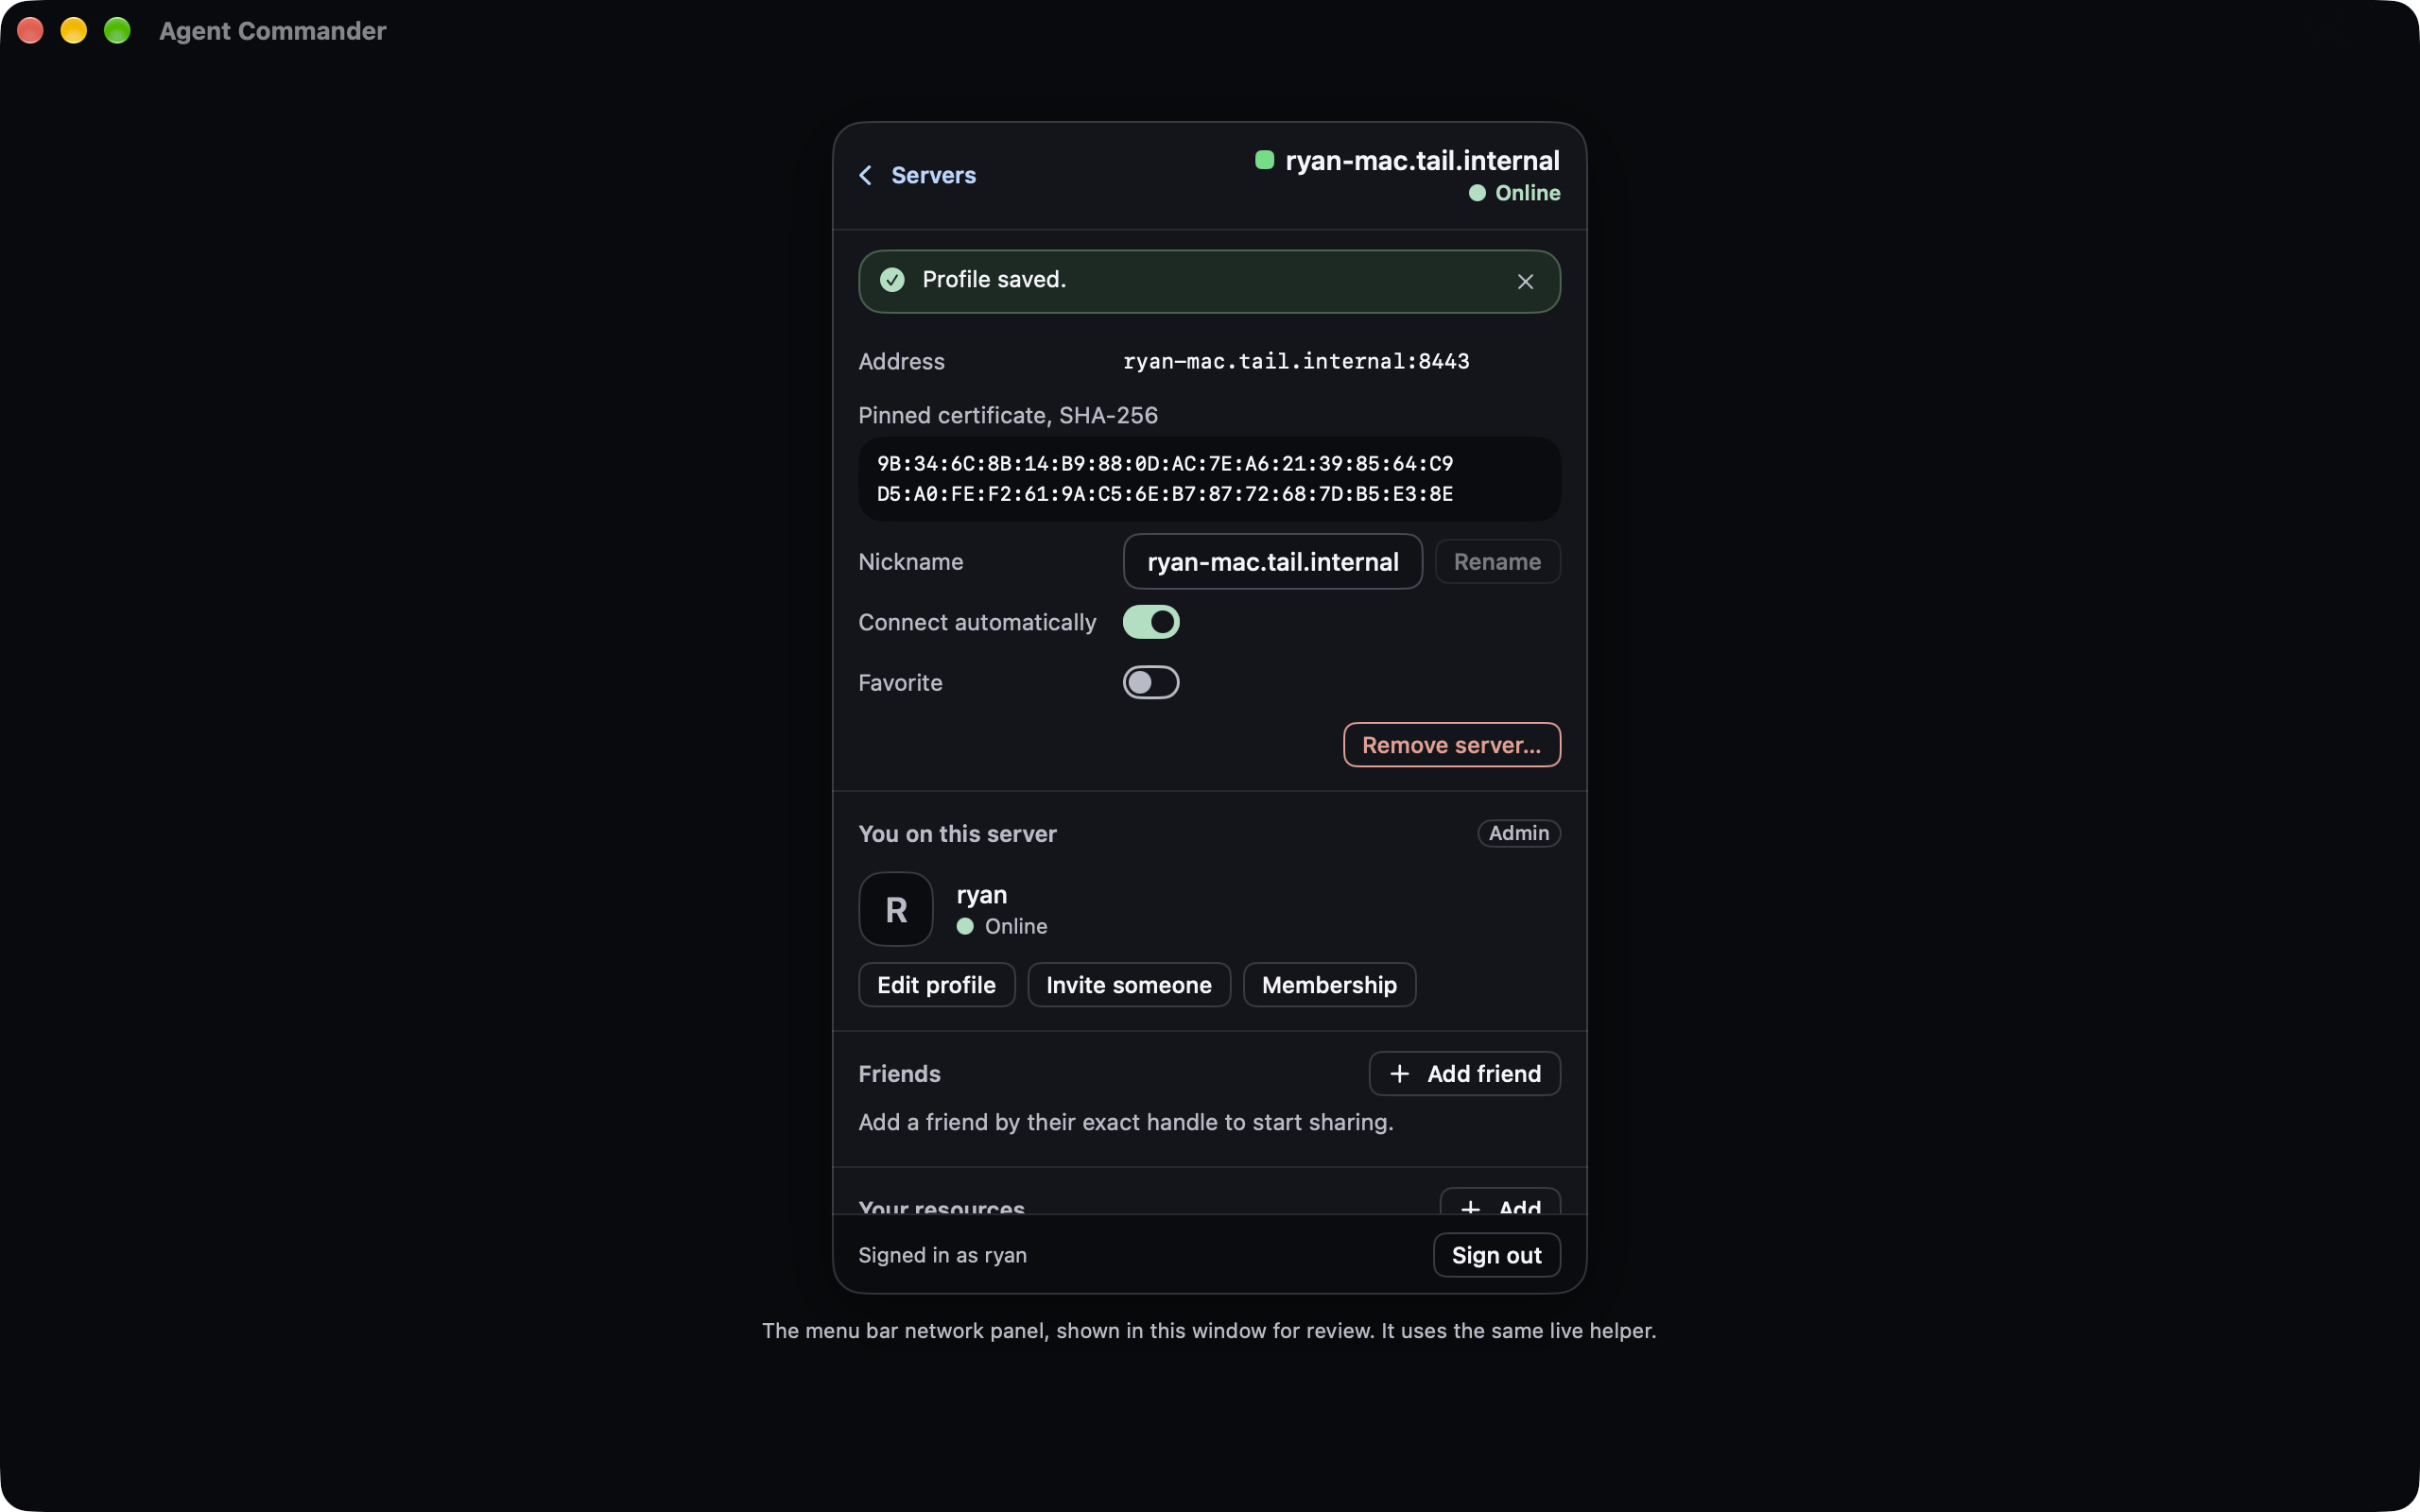 Agent Commander
Servers
ryan-mac.tail.internal
Online
Profile saved.
Address
ryan-mac.tail.internal:8443
Pinned certificate, SHA-256
9B:34:6C:8B:14:B9:88:0D:AC:7E:A6:21:39:85:64:C9
D5:A0:FE:F2:61:9A:C5:6E:B7:87:72:68:7D:B5:E3:8E
Nickname
ryan-mac.tail.internal
Rename
Connect automatically
Favorite
Remove server...
You on this server
Admin
R
ryan
Online
Edit profile
Invite someone
Membership
Friends
+ Add friend
Add a friend by their exact handle to start sharing.
Your resources
+ Add
Signed in as ryan
Sign out
The menu bar network panel, shown in this window for review. It uses the same live helper.